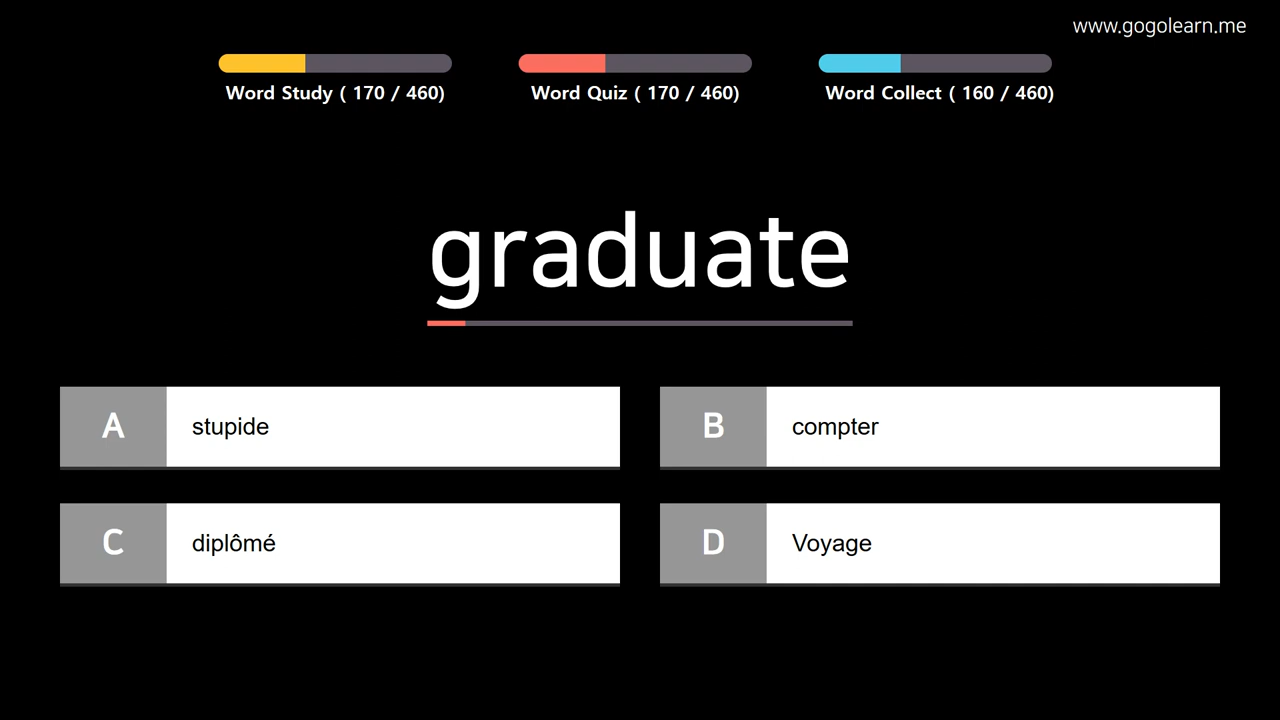 www.gogolearn.me
Word Study ( 170 / 460)
Word Quiz ( 170 / 460)
Word Collect ( 160 / 460)
graduate
A stupide
B compter
C diplômé
D Voyage